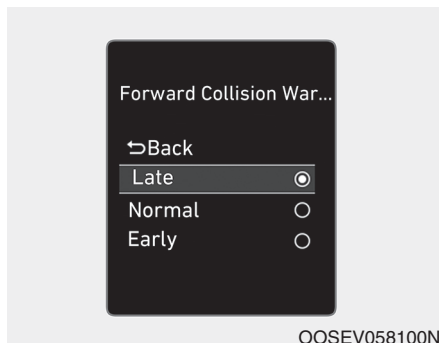 Forward Collision War...
⮌Back
Late
Normal
Early
OOSEV058100N